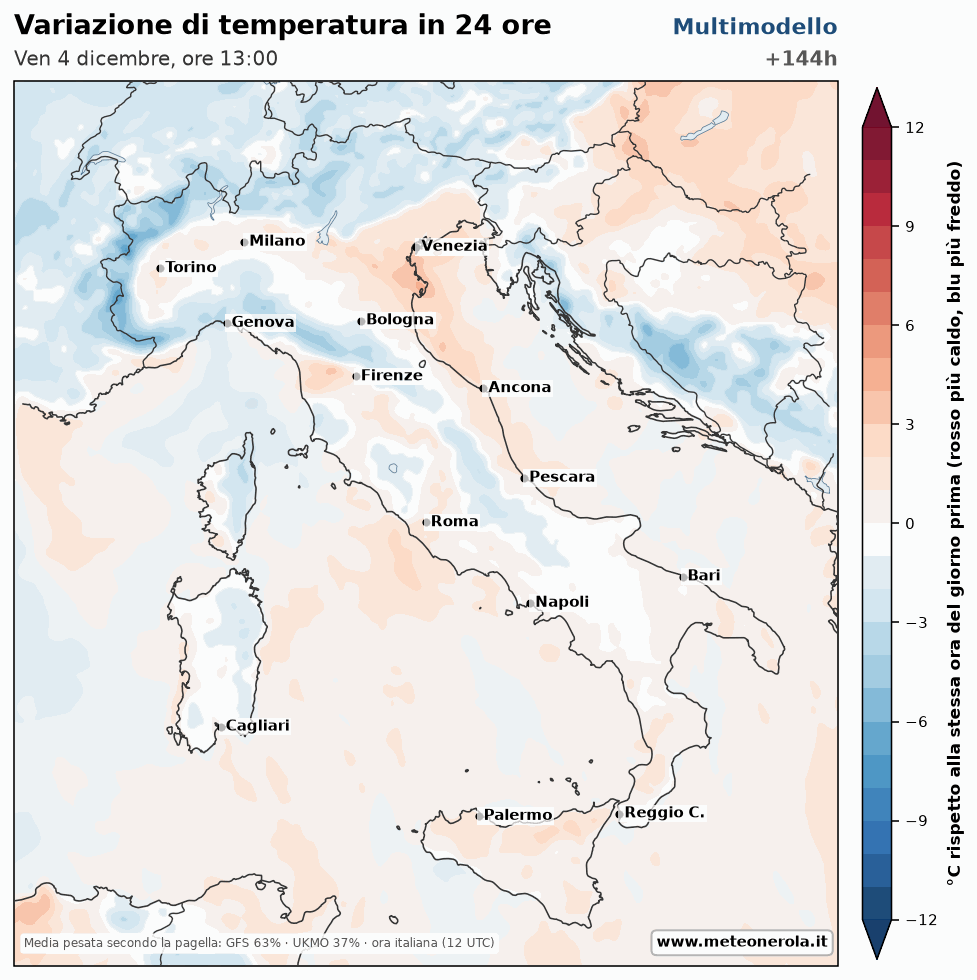 Variazione di temperatura in 24 ore
Multimodello
Ven 4 dicembre, ore 13:00
+144h
Milano
Venezia
Torino
Genova
Bologna
Firenze
Ancona
Pescara
Roma
Bari
Napoli
Cagliari
Palermo
Reggio C.
12
9
6
3
0
−3
−6
−9
−12
°C rispetto alla stessa ora del giorno prima (rosso più caldo, blu più freddo)
Media pesata secondo la pagella: GFS 63% · UKMO 37% · ora italiana (12 UTC)
www.meteonerola.it